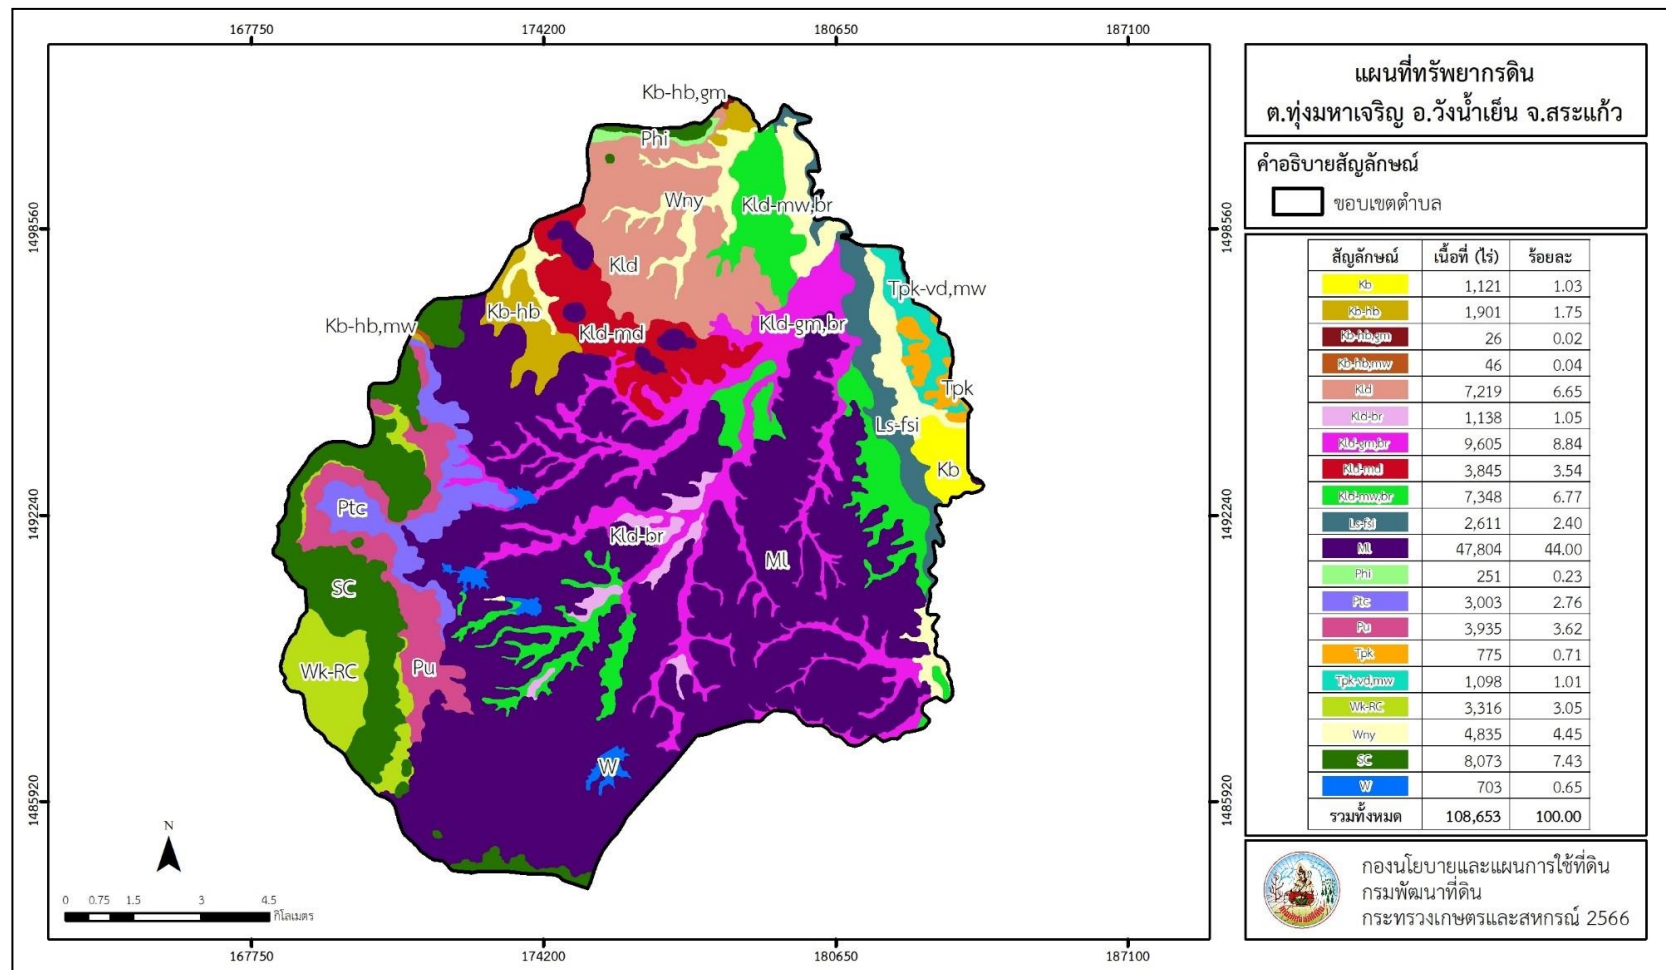 167750 174200 180650 187100
Kb-hb,gm
Phi
Wny
Kld-mw,br
Kld
Tpk-vd,mw
Kb-hb
Kb-hb,mw
Kld-md
Kld-gm,br
Tpk
Ls-fsi
Kb
Ptc
Kld-br
Ml
SC
Wk-RC
Pu
W
1498560
1492240
1485920
1498560
1492240
1485920
N
0 0.75 1.5 3 4.5
กิโลเมตร
167750 174200 180650 187100
แผนที่ทรัพยากรดิน
ต.ทุ่งมหาเจริญ อ.วังน้ำเย็น จ.สระแก้ว
คำอธิบายสัญลักษณ์
ขอบเขตตำบล
สัญลักษณ์ เนื้อที่ (ไร่) ร้อยละ
Kb 1,121 1.03
Kb-hb 1,901 1.75
Kb-hb,gm 26 0.02
Kb-hb,mw 46 0.04
Kld 7,219 6.65
Kld-br 1,138 1.05
Kld-gm,br 9,605 8.84
Kld-md 3,845 3.54
Kld-mw,br 7,348 6.77
Ls-fsi 2,611 2.40
Ml 47,804 44.00
Phi 251 0.23
Ptc 3,003 2.76
Pu 3,935 3.62
Tpk 775 0.71
Tpk-vd,mw 1,098 1.01
Wk-RC 3,316 3.05
Wny 4,835 4.45
SC 8,073 7.43
W 703 0.65
รวมทั้งหมด 108,653 100.00
กองนโยบายและแผนการใช้ที่ดิน
กรมพัฒนาที่ดิน
กระทรวงเกษตรและสหกรณ์ 2566